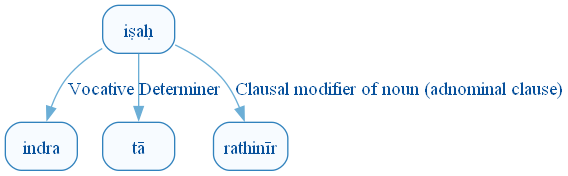 iṣaḥ
Vocative Determiner Clausal modifier of noun (adnominal clause)
indra tā rathinīr